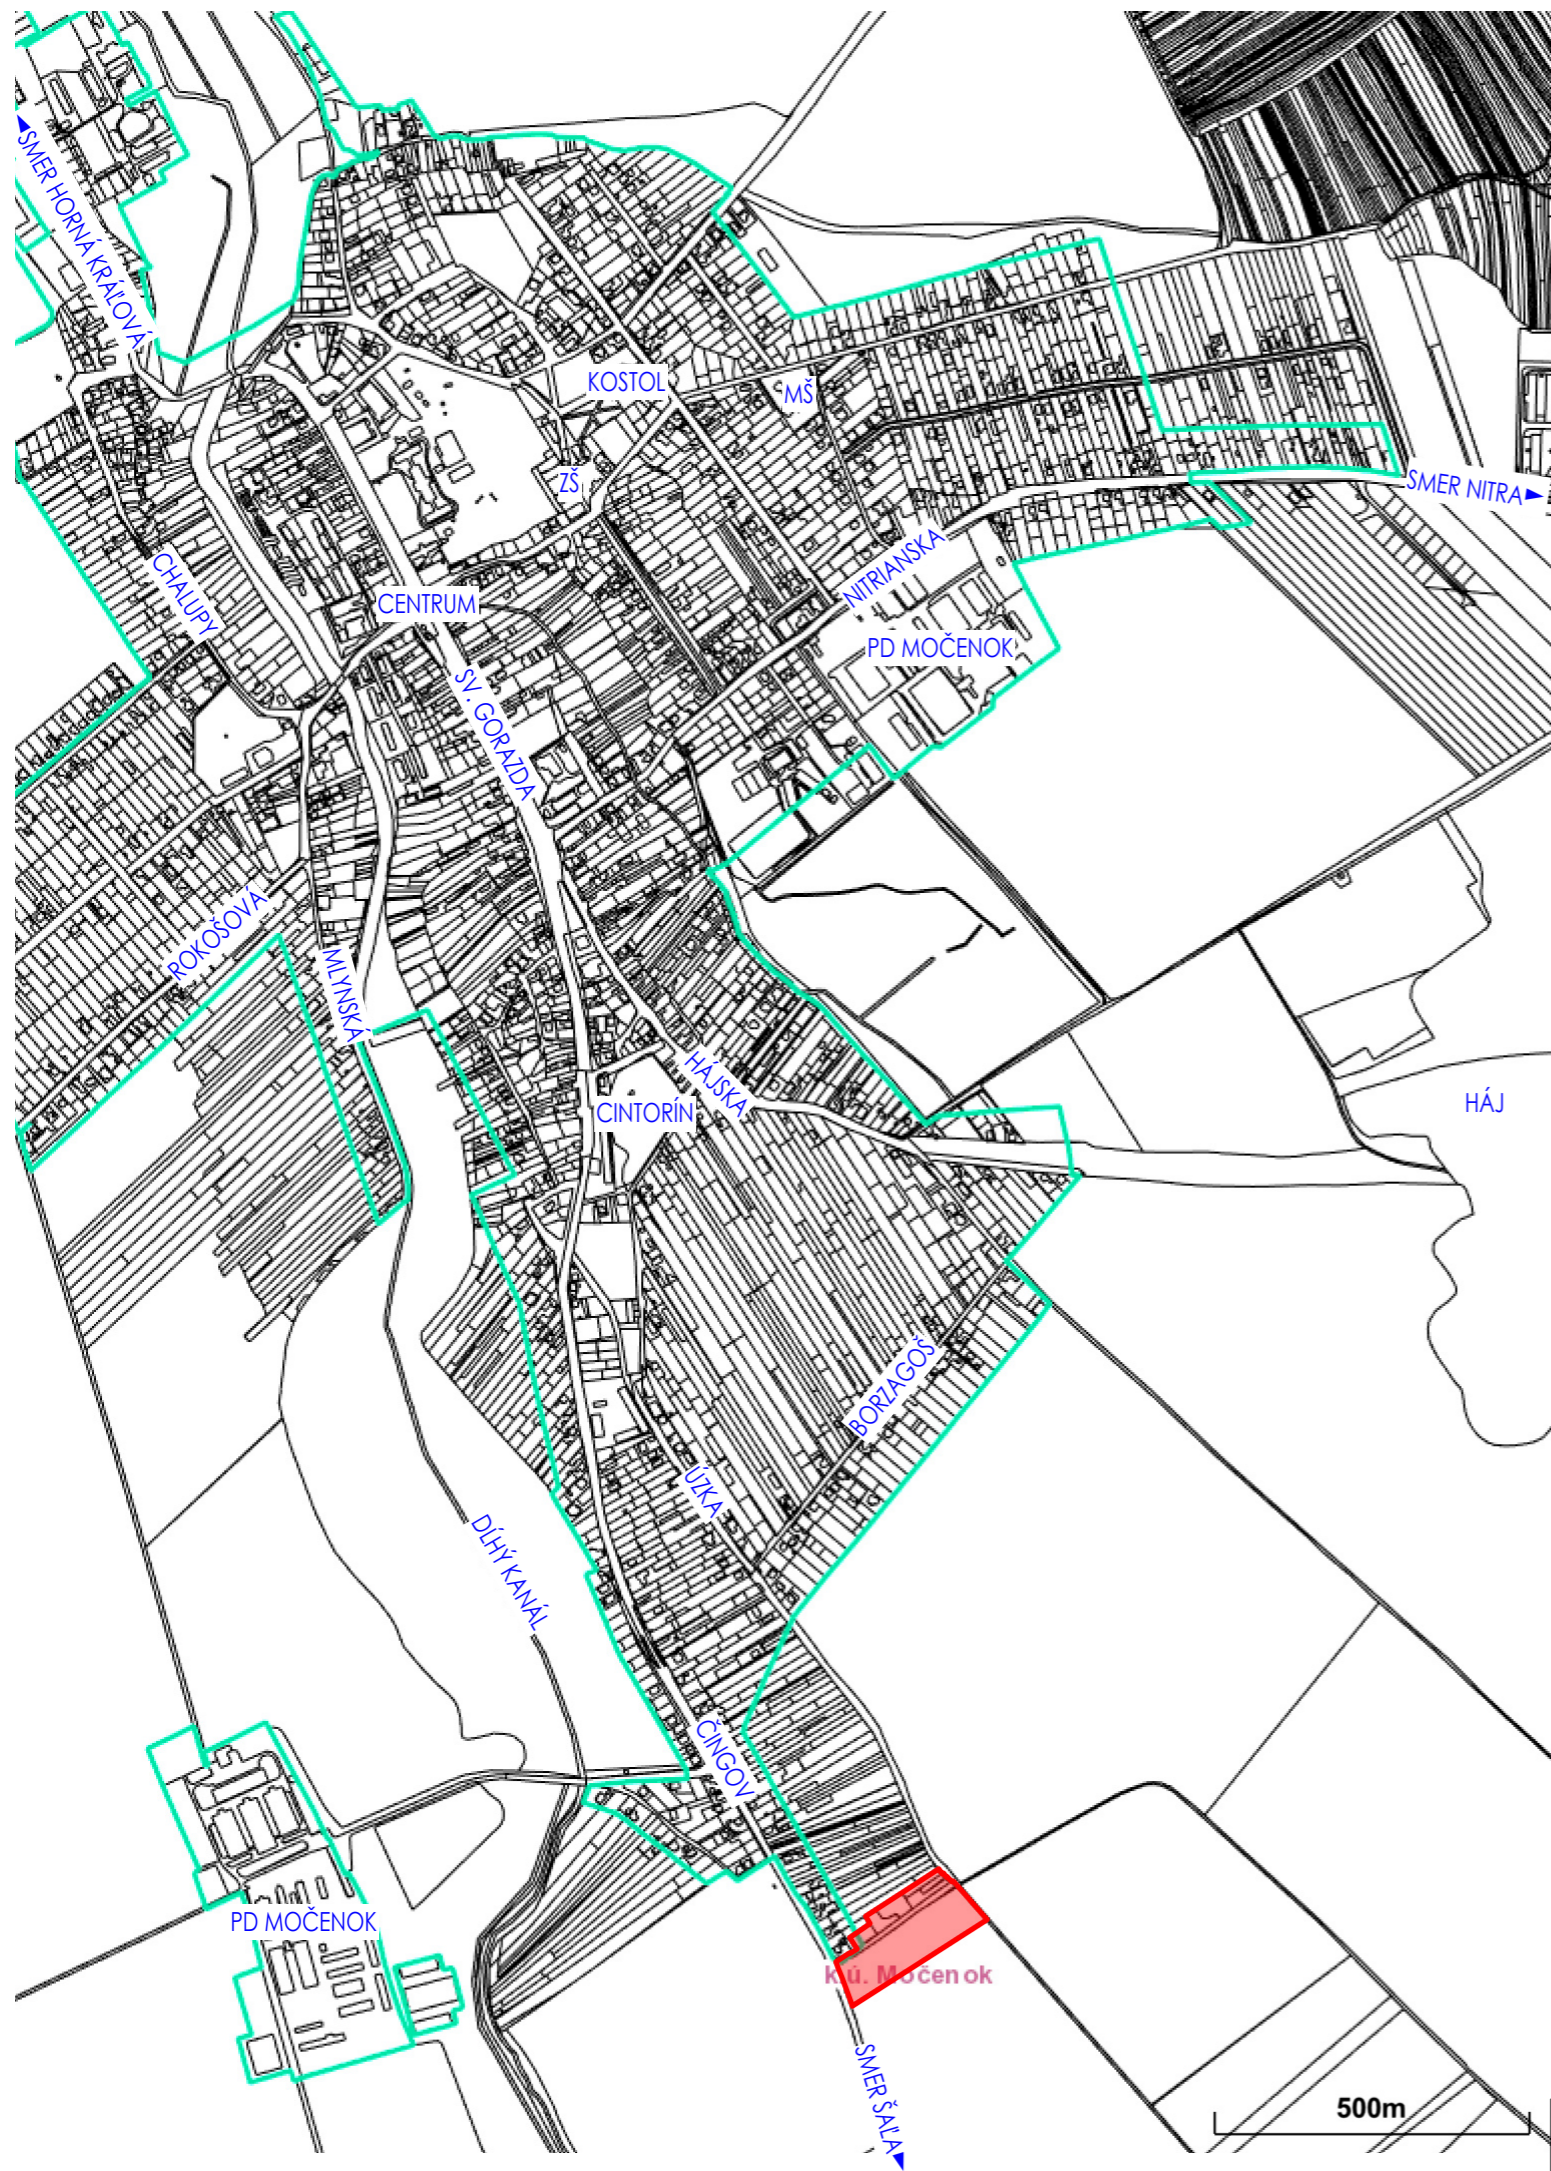 ◄SMER HORNÁ KRÁĽOVÁ
KOSTOL
MŠ
ZŠ
SMER NITRA►
CHALUPY
CENTRUM
NITRIANSKA
PD MOČENOK
SV. GORAZDA
ROKOŠOVÁ
MLYNSKÁ
HÁJSKA
CINTORÍN
HÁJ
BORZAGOŠ
ÚZKA
DĹHÝ KANÁL
ČINGOV
PD MOČENOK
k.ú. Močenok
SMER ŠAĽA►
500m